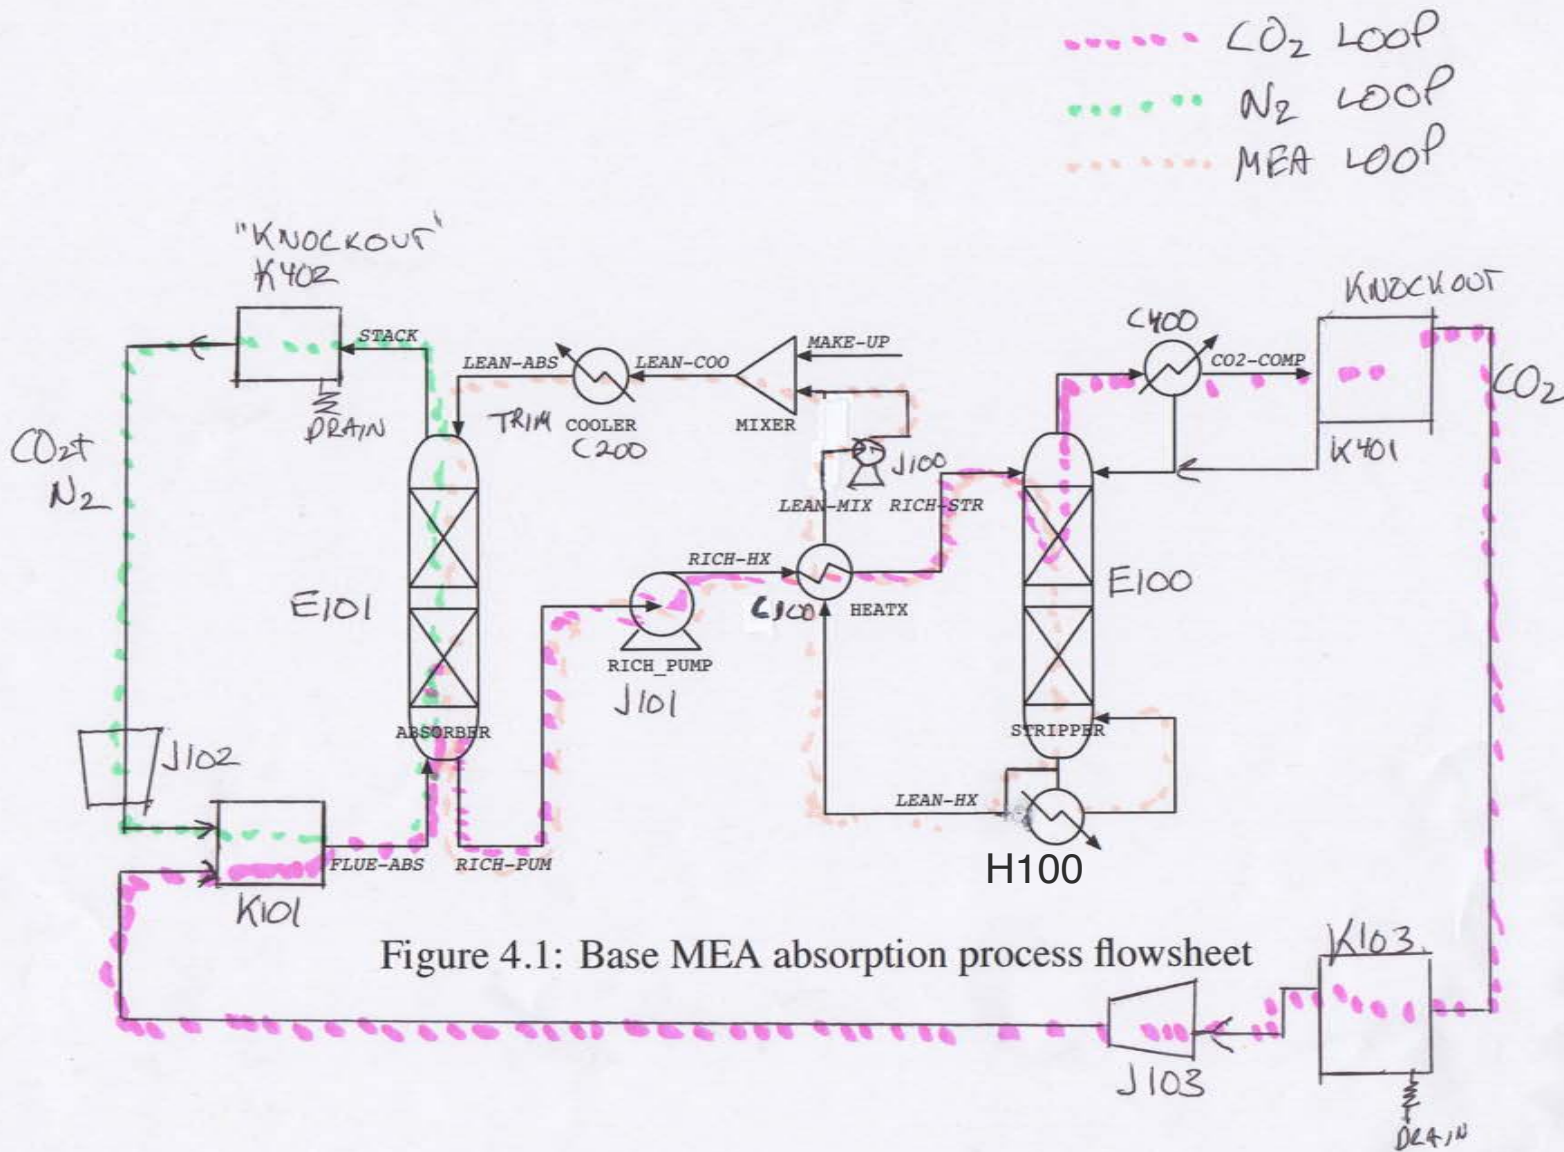 CO2 LOOP
N2 LOOP
MEA LOOP
"KNOCKOUT"
K402
STACK
DRAIN
CO2+
N2
LEAN-ABS
LEAN-COO
MAKE-UP
TRIM COOLER
C200
MIXER
J100
LEAN-MIX RICH-STR
C400
CO2-COMP
KNOCKOUT
K401
CO2
RICH-HX
C100
HEATX
RICH_PUMP
J101
E101
ABSORBER
E100
STRIPPER
J102
FLUE-ABS
RICH-PUM
LEAN-HX
H100
K101
Figure 4.1: Base MEA absorption process flowsheet
K103
J103
DRAIN